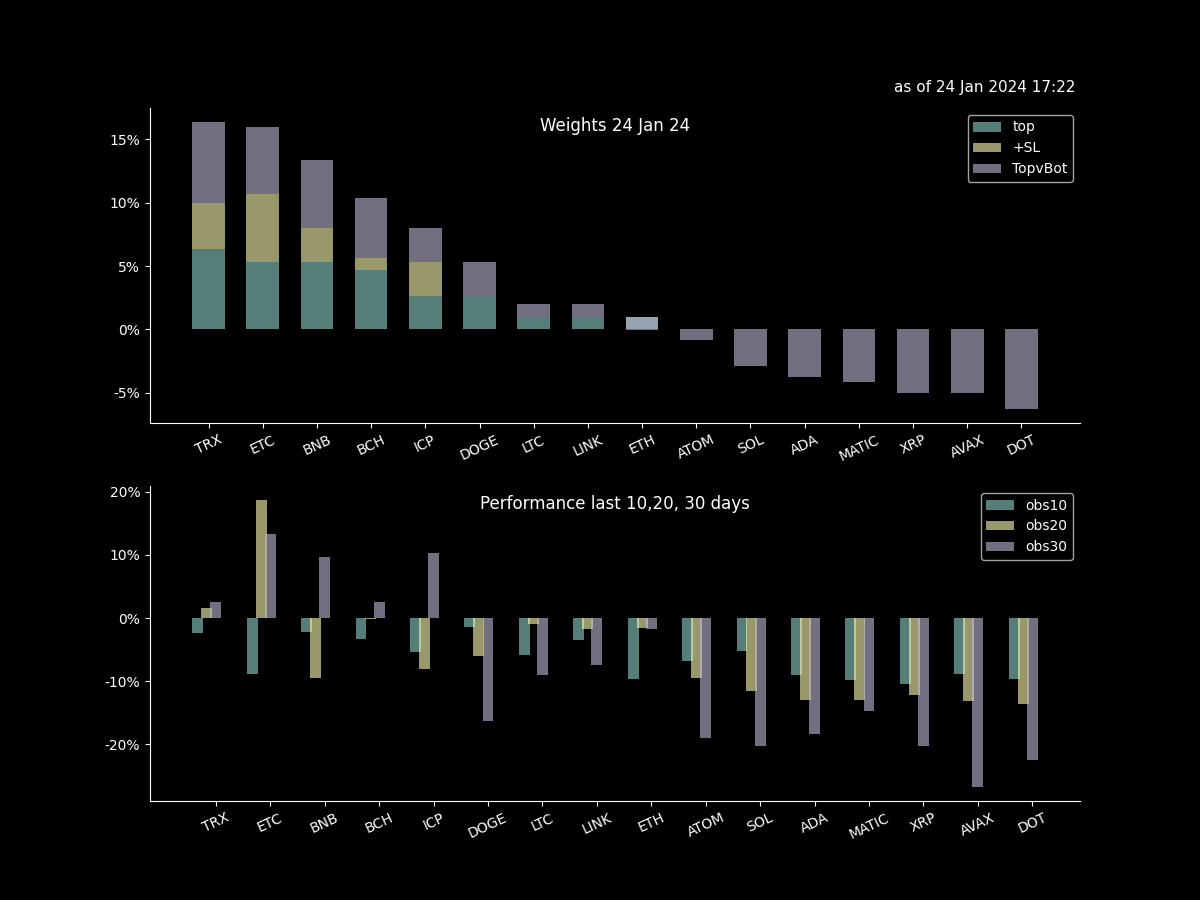 as of 24 Jan 2024 17:22
Weights 24 Jan 24
top
+SL
TopvBot
15%
10%
5%
0%
-5%
TRX ETC BNB BCH ICP DOGE LTC LINK ETH ATOM SOL ADA MATIC XRP AVAX DOT
Performance last 10,20, 30 days
obs10
obs20
obs30
20%
10%
0%
-10%
-20%
TRX ETC BNB BCH ICP DOGE LTC LINK ETH ATOM SOL ADA MATIC XRP AVAX DOT